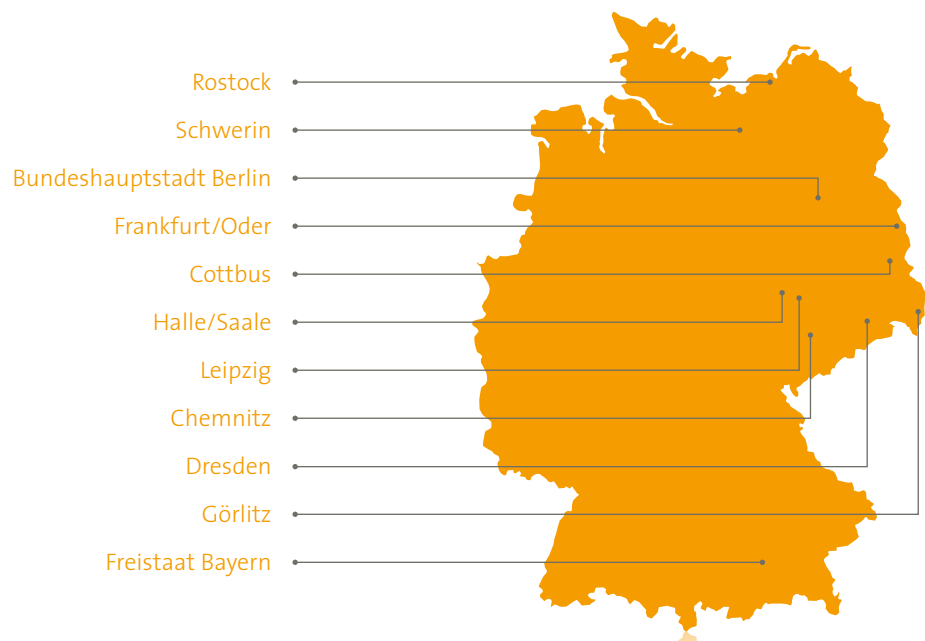 Rostock
Schwerin
Bundeshauptstadt Berlin
Frankfurt/Oder
Cottbus
Halle/Saale
Leipzig
Chemnitz
Dresden
Görlitz
Freistaat Bayern